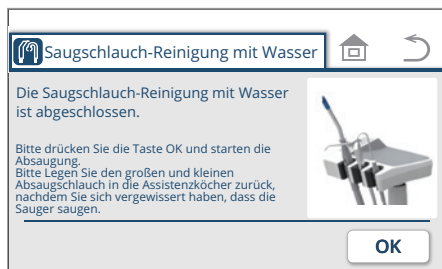 Saugschlauch-Reinigung mit Wasser
Die Saugschlauch-Reinigung mit Wasser
ist abgeschlossen.
Bitte drücken Sie die Taste OK und starten die
Absaugung.
Bitte Legen Sie den großen und kleinen
Absaugschlauch in die Assistenzköcher zurück,
nachdem Sie sich vergewissert haben, dass die
Sauger saugen.
OK